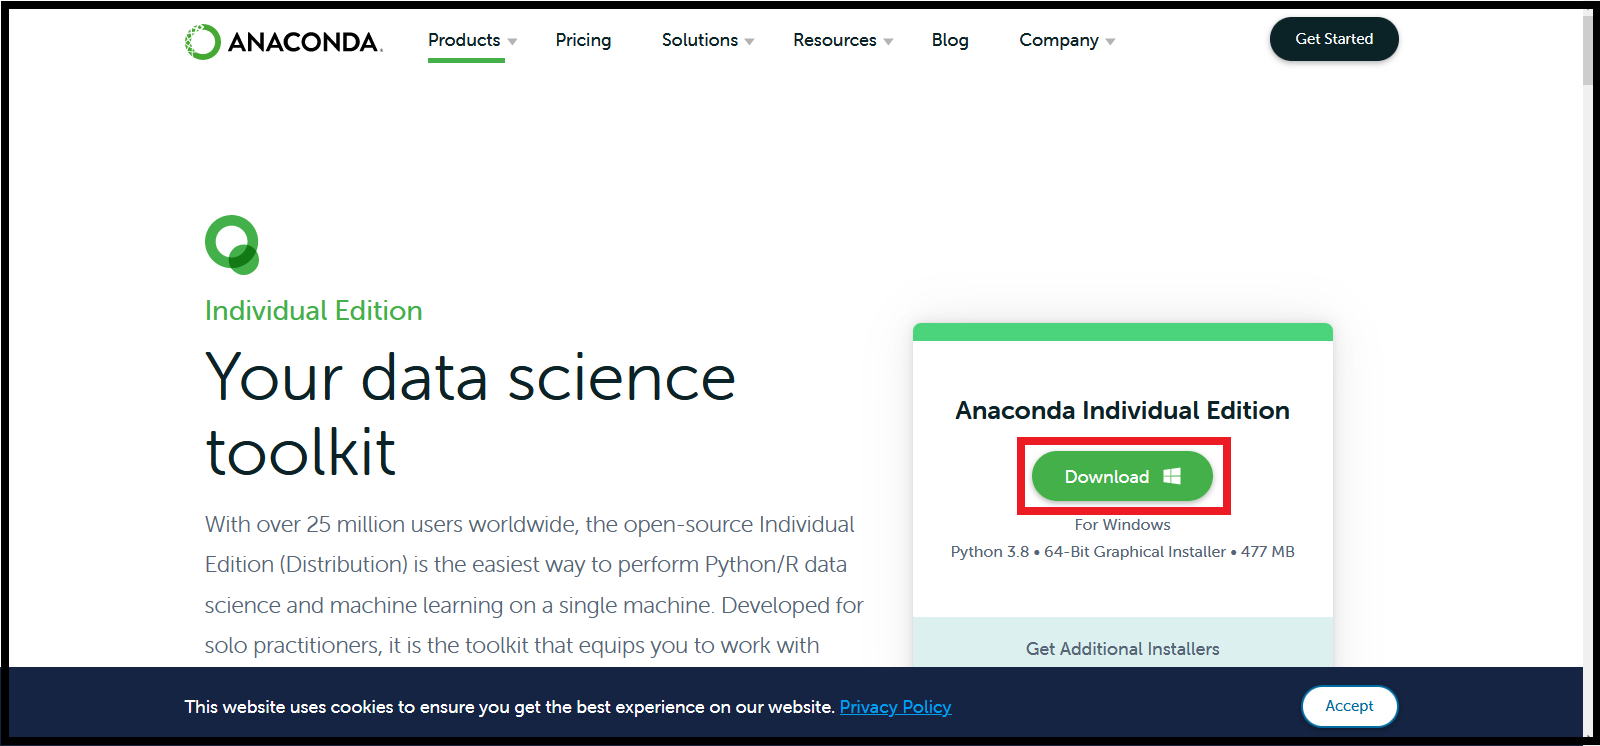 ANACONDA.
Products
Pricing
Solutions
Resources
Blog
Company
Get Started
Individual Edition
Your data science
toolkit
With over 25 million users worldwide, the open-source Individual
Edition (Distribution) is the easiest way to perform Python/R data
science and machine learning on a single machine. Developed for
solo practitioners, it is the toolkit that equips you to work with
Anaconda Individual Edition
Download
For Windows
Python 3.8 • 64-Bit Graphical Installer • 477 MB
Get Additional Installers
This website uses cookies to ensure you get the best experience on our website. Privacy Policy
Accept